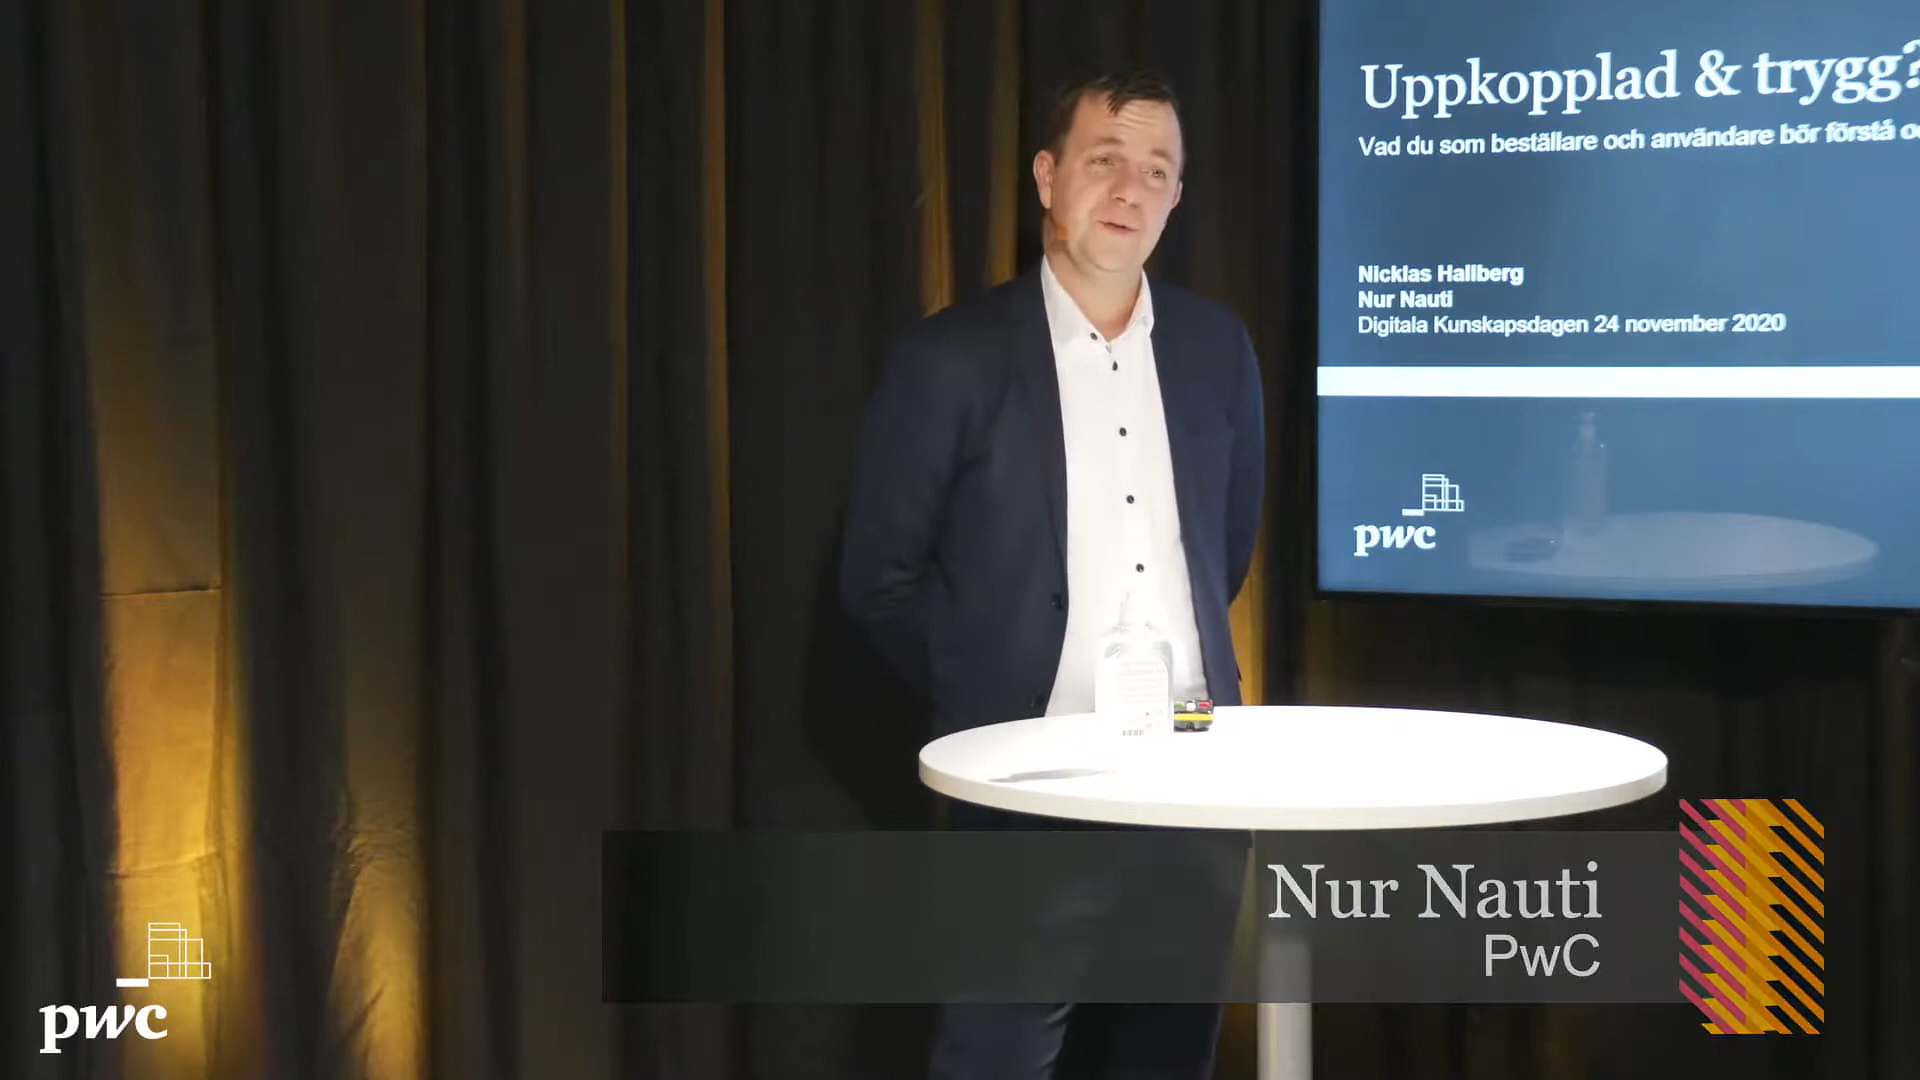 Uppkopplad & trygg?
Vad du som beställare och användare bör förstå
Nicklas Hallberg
Nur Nauti
Digitala Kunskapsdagen 24 november 2020
pwc
Nur Nauti
PwC
pwc